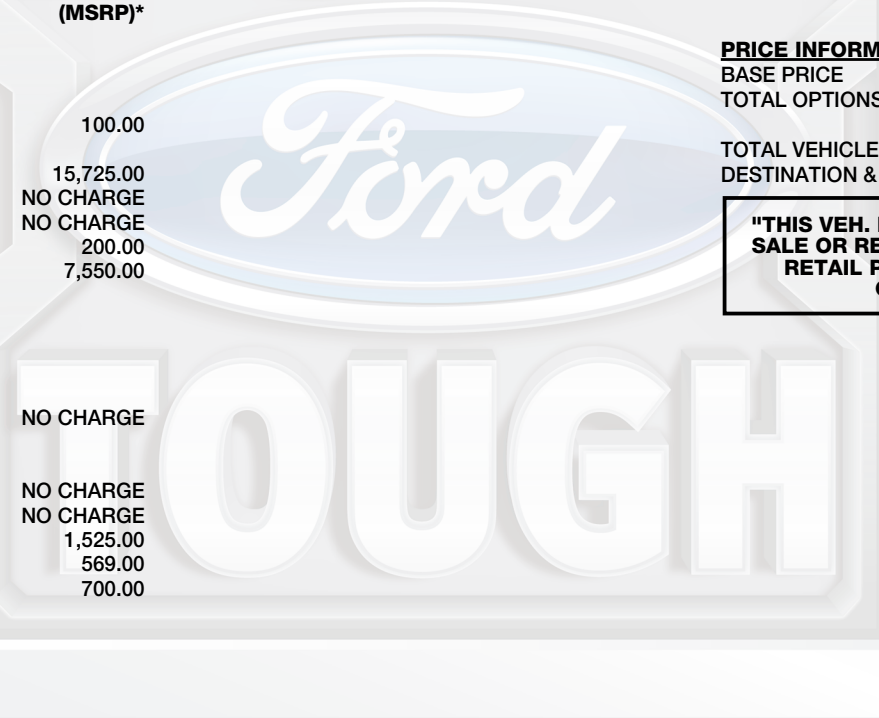 (MSRP)*
100.00
15,725.00
NO CHARGE
NO CHARGE
200.00
7,550.00
NO CHARGE
NO CHARGE
NO CHARGE
1,525.00
569.00
700.00
PRICE INFORM
BASE PRICE
TOTAL OPTIONS
TOTAL VEHICLE
DESTINATION &
"THIS VEH.
SALE OR RE
RETAIL P
Ford
TOUGH